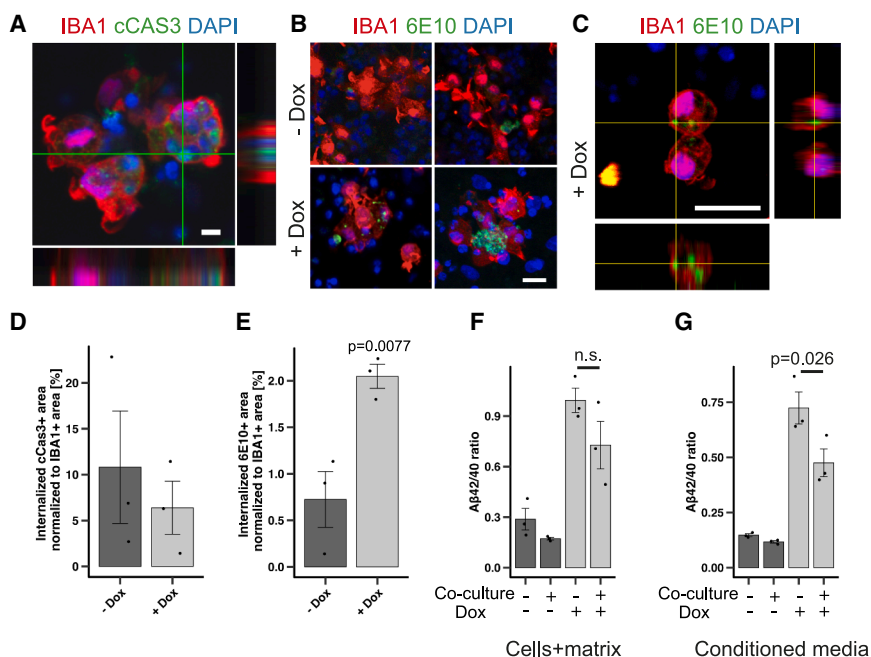 A
IBA1 cCAS3 DAPI
B
IBA1 6E10 DAPI
- Dox
+ Dox
C
IBA1 6E10 DAPI
+ Dox
D
Internalized cCas3+ area
normalized to IBA1+ area [%]
20
15
10
5
0
- Dox
+ Dox
E
p=0.0077
Internalized 6E10+ area
normalized to IBA1+ area [%]
2.0
1.5
1.0
0.5
0.0
- Dox
+ Dox
F
n.s.
Aβ42/40 ratio
0.9
0.6
0.3
0.0
Co-culture - + - +
Dox - - + +
Cells+matrix
G
p=0.026
Aβ42/40 ratio
0.75
0.50
0.25
0.00
Co-culture - + - +
Dox - - + +
Conditioned media